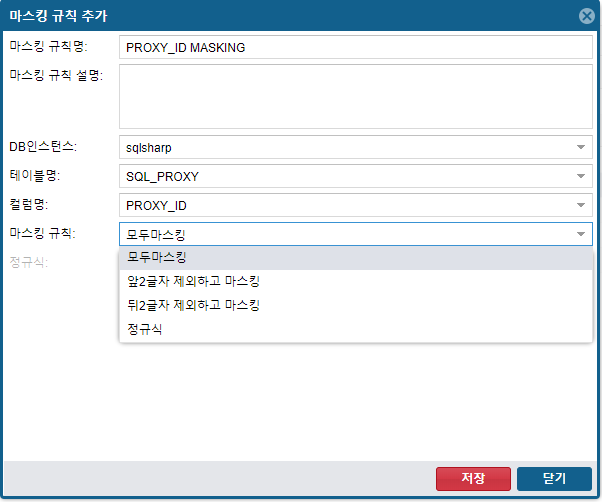 마스킹 규칙 추가
마스킹 규칙명: PROXY_ID MASKING
마스킹 규칙 설명:
DB인스턴스: sqlsharp
테이블명: SQL_PROXY
컬럼명: PROXY_ID
마스킹 규칙: 모두마스킹
정규식: 모두마스킹
앞2글자 제외하고 마스킹
뒤2글자 제외하고 마스킹
정규식
저장 닫기